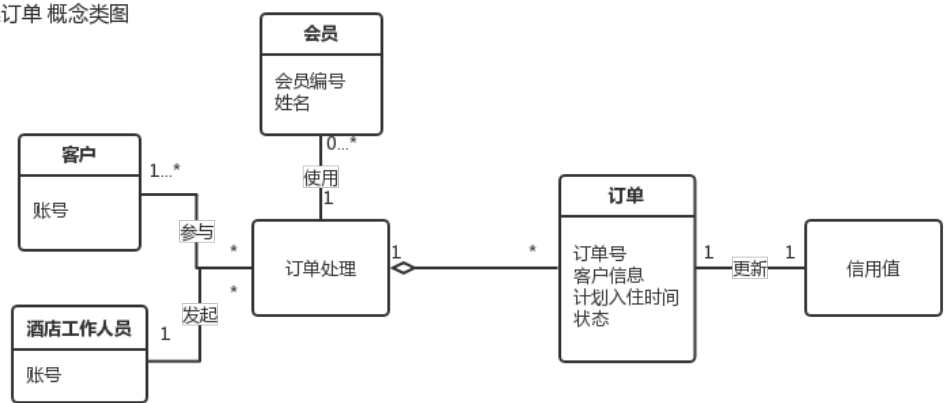 订单 概念类图
会员
会员编号
姓名
0...*
使用
1
客户
账号
1...*
参与
*
订单处理
*
发起
酒店工作人员
账号
1
1
*
订单
订单号
客户信息
计划入住时间
状态
1
更新
1
信用值